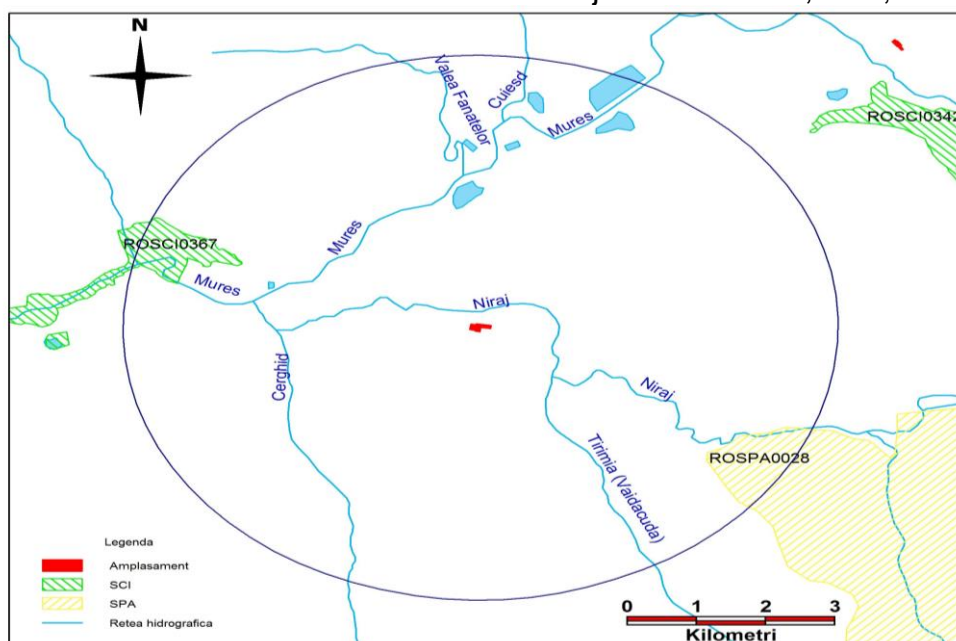 N
Valea Fanatelor
Cuiesd
Mures
ROSCI0342
Mures
ROSCI0367
Mures
Niraj
Cerghid
Niraj
Tirimia (Vaidacuda)
ROSPA0028
Legenda
Amplasament
SCI
SPA
Retea hidrografica
0 1 2 3
Kilometri